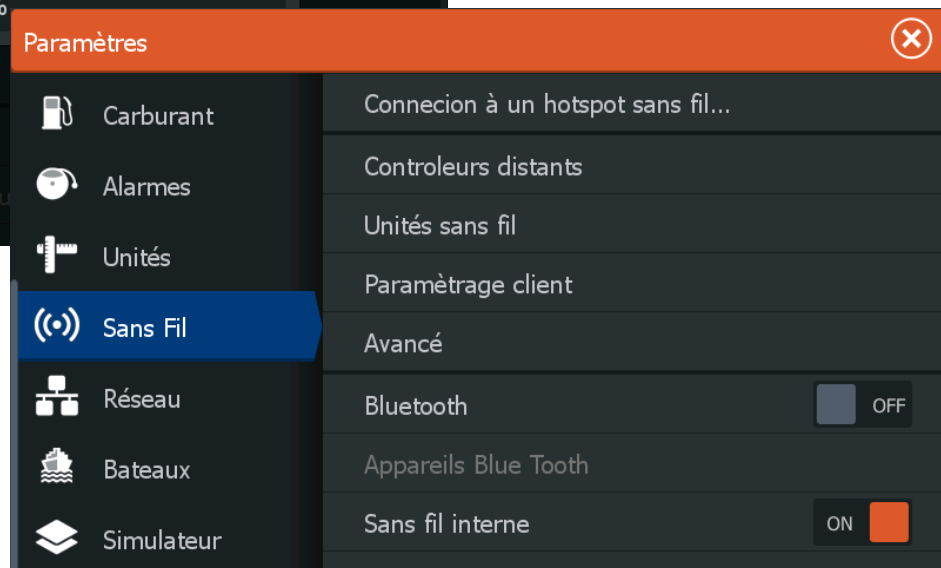 Paramètres
Carburant
Alarmes
Unités
Sans Fil
Réseau
Bateaux
Simulateur
Connecion à un hotspot sans fil...
Controleurs distants
Unités sans fil
Paramètrage client
Avancé
Bluetooth
OFF
Appareils Blue Tooth
Sans fil interne
ON